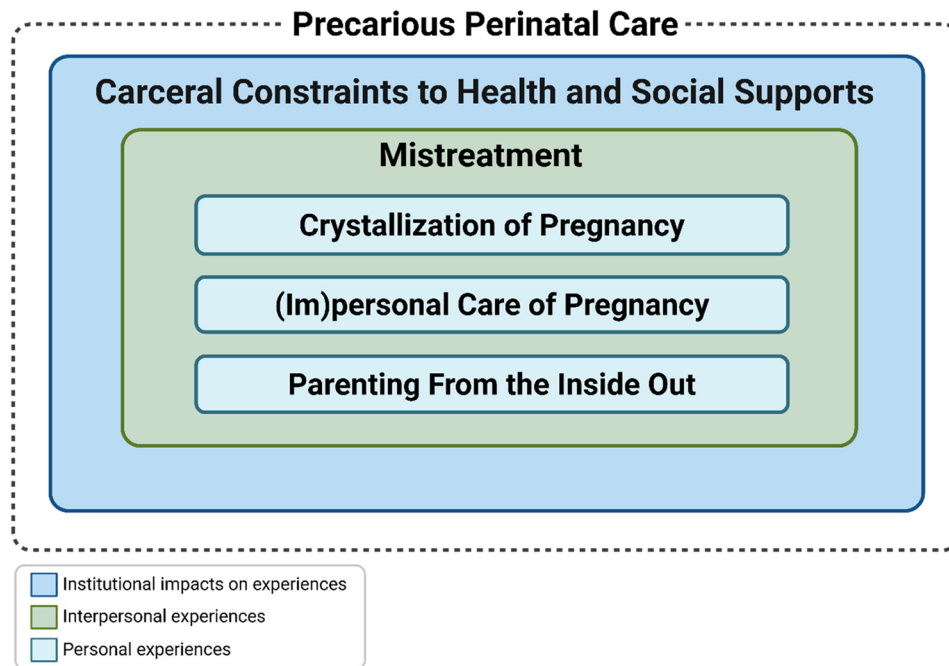 Precarious Perinatal Care
Carceral Constraints to Health and Social Supports
Mistreatment
Crystallization of Pregnancy
(Im)personal Care of Pregnancy
Parenting From the Inside Out
Institutional impacts on experiences
Interpersonal experiences
Personal experiences